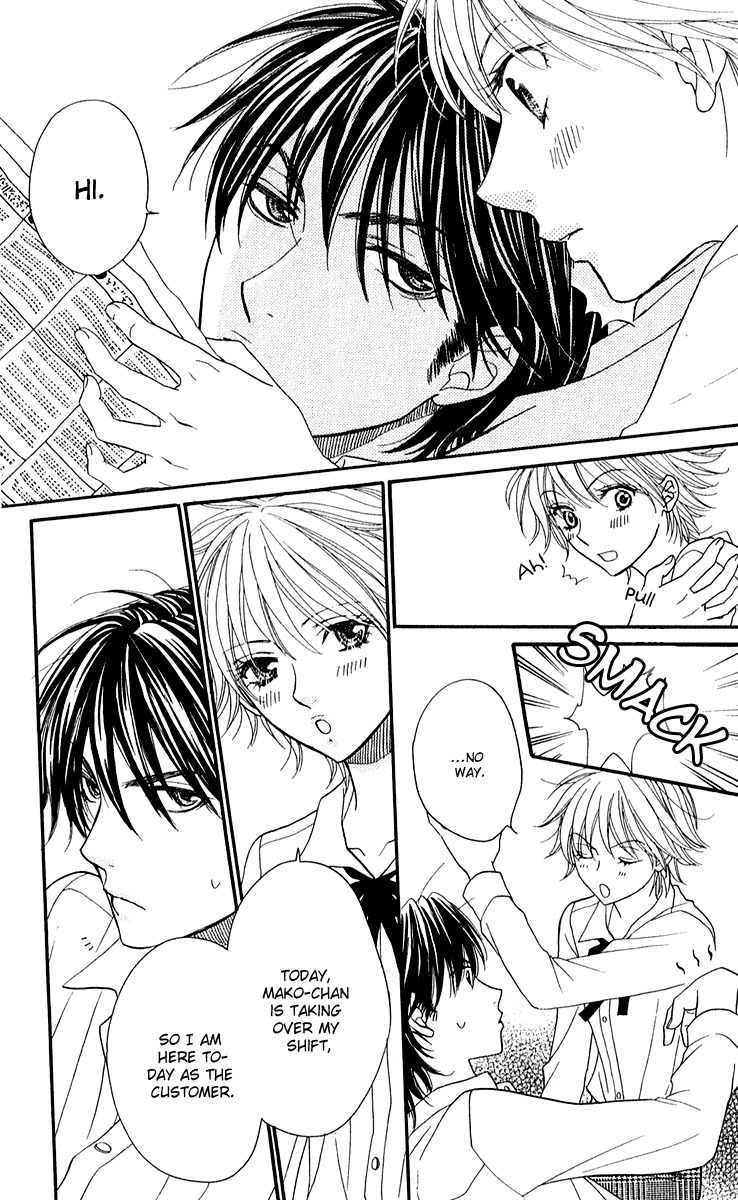 HI.
Ah!
Pull
SMACK
...NO
WAY.
TODAY,
MAKO-CHAN
IS TAKING
OVER MY
SHIFT,
SO I AM
HERE TO-
DAY AS THE
CUSTOMER.